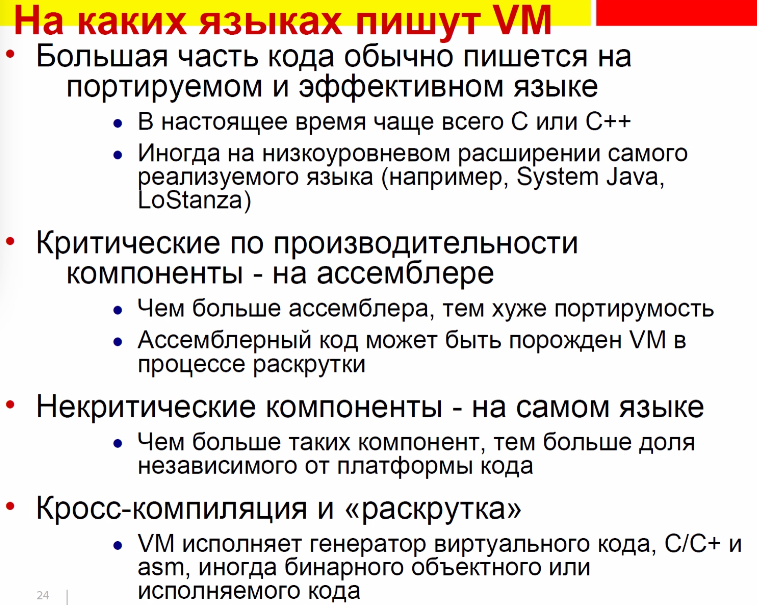 На каких языках пишут VM
• Большая часть кода обычно пишется на
портируемом и эффективном языке
• В настоящее время чаще всего C или C++
• Иногда на низкоуровневом расширении самого
реализуемого языка (например, System Java,
LoStanza)
• Критические по производительности
компоненты - на ассемблере
• Чем больше ассемблера, тем хуже портирумость
• Ассемблерный код может быть порожден VM в
процессе раскрутки
• Некритические компоненты - на самом языке
• Чем больше таких компонент, тем больше доля
независимого от платформы кода
• Кросс-компиляция и «раскрутка»
• VM исполняет генератор виртуального кода, C/C+ и
asm, иногда бинарного объектного или
исполняемого кода
24 |